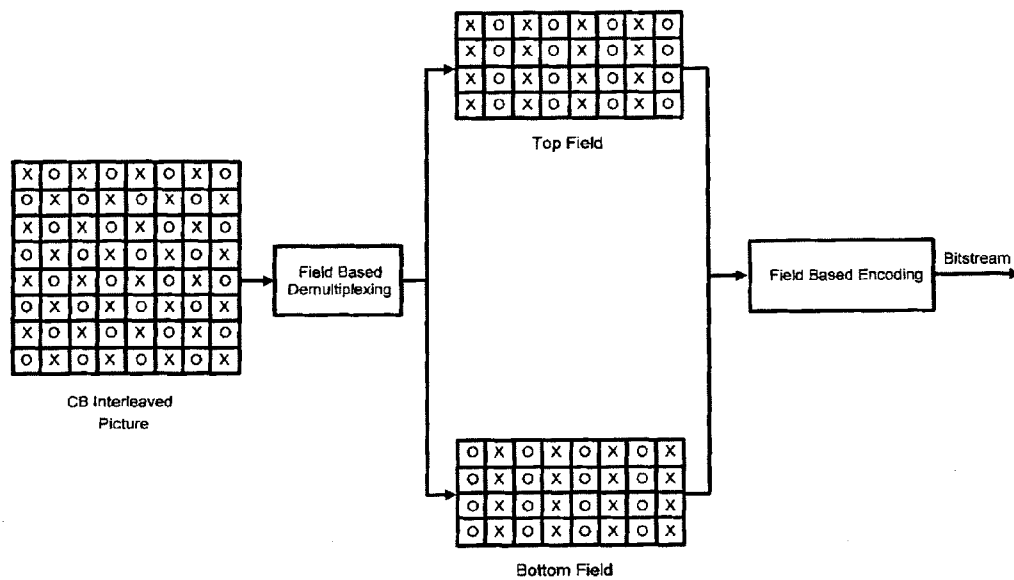 X O X O X O X O
X O X O X O X O
X O X O X O X O
X O X O X O X O
Top Field
X O X O X O X O
O X O X O X O X
X O X O X O X O
O X O X O X O X
X O X O X O X O
O X O X O X O X
X O X O X O X O
O X O X O X O X
CB Interleaved
Picture
Field Based
Demultiplexing
Field Based Encoding
Bitstream
O X O X O X O X
O X O X O X O X
O X O X O X O X
O X O X O X O X
Bottom Field